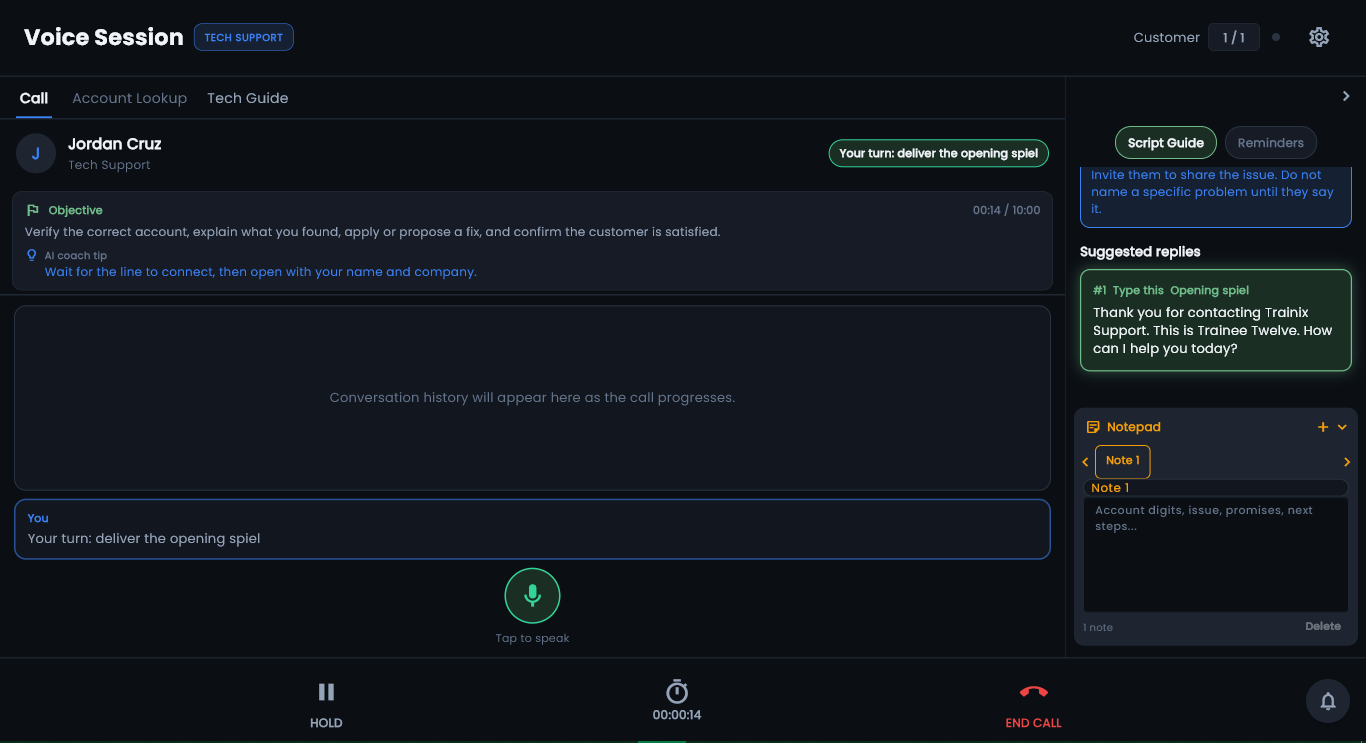 Voice Session
TECH SUPPORT
Customer
1 / 1
Call
Account Lookup
Tech Guide
J
Jordan Cruz
Tech Support
Your turn: deliver the opening spiel
Objective
00:14 / 10:00
Verify the correct account, explain what you found, apply or propose a fix, and confirm the customer is satisfied.
AI coach tip
Wait for the line to connect, then open with your name and company.
Conversation history will appear here as the call progresses.
You
Your turn: deliver the opening spiel
Tap to speak
Script Guide
Reminders
Invite them to share the issue. Do not
name a specific problem until they say
it.
Suggested replies
#1 Type this Opening spiel
Thank you for contacting Trainix
Support. This is Trainee Twelve. How
can I help you today?
Notepad
Note 1
Note 1
Account digits, issue, promises, next
steps...
1 note
Delete
HOLD
00:00:14
END CALL